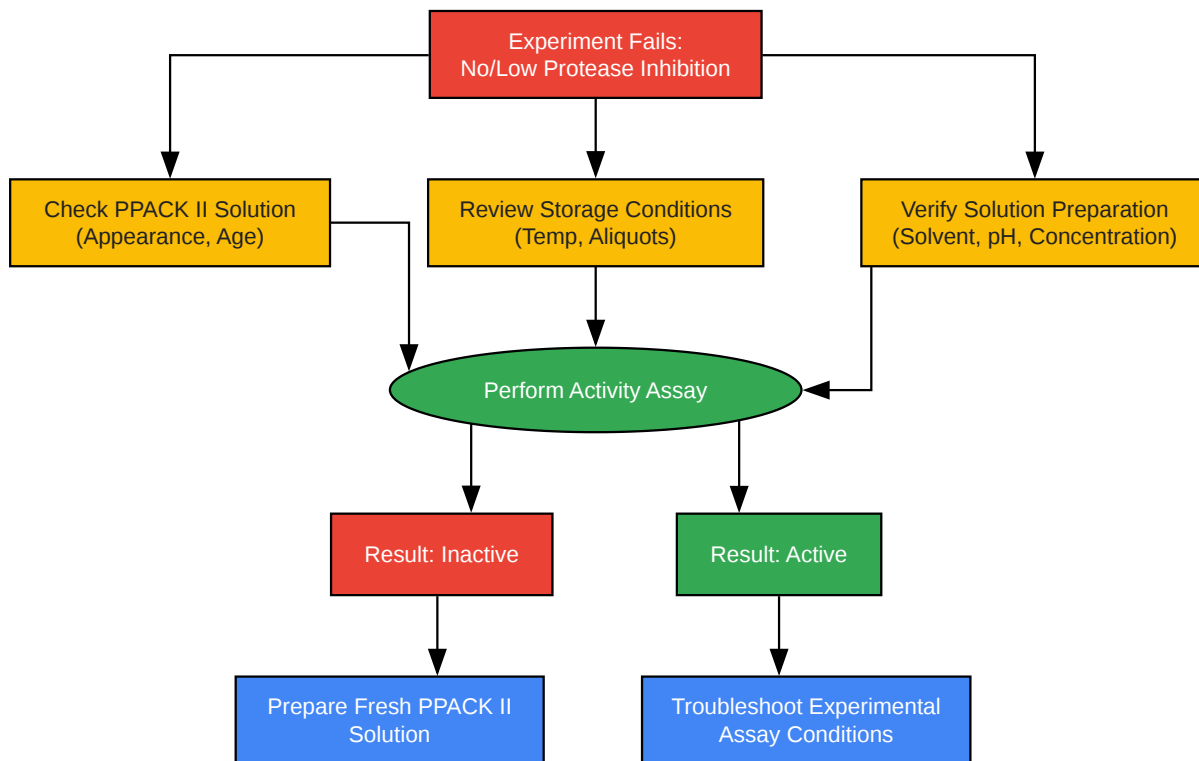 Experiment Fails:
No/Low Protease Inhibition
Check PPACK II Solution
(Appearance, Age)
Review Storage Conditions
(Temp, Aliquots)
Verify Solution Preparation
(Solvent, pH, Concentration)
Perform Activity Assay
Result: Inactive
Result: Active
Prepare Fresh PPACK II
Solution
Troubleshoot Experimental
Assay Conditions